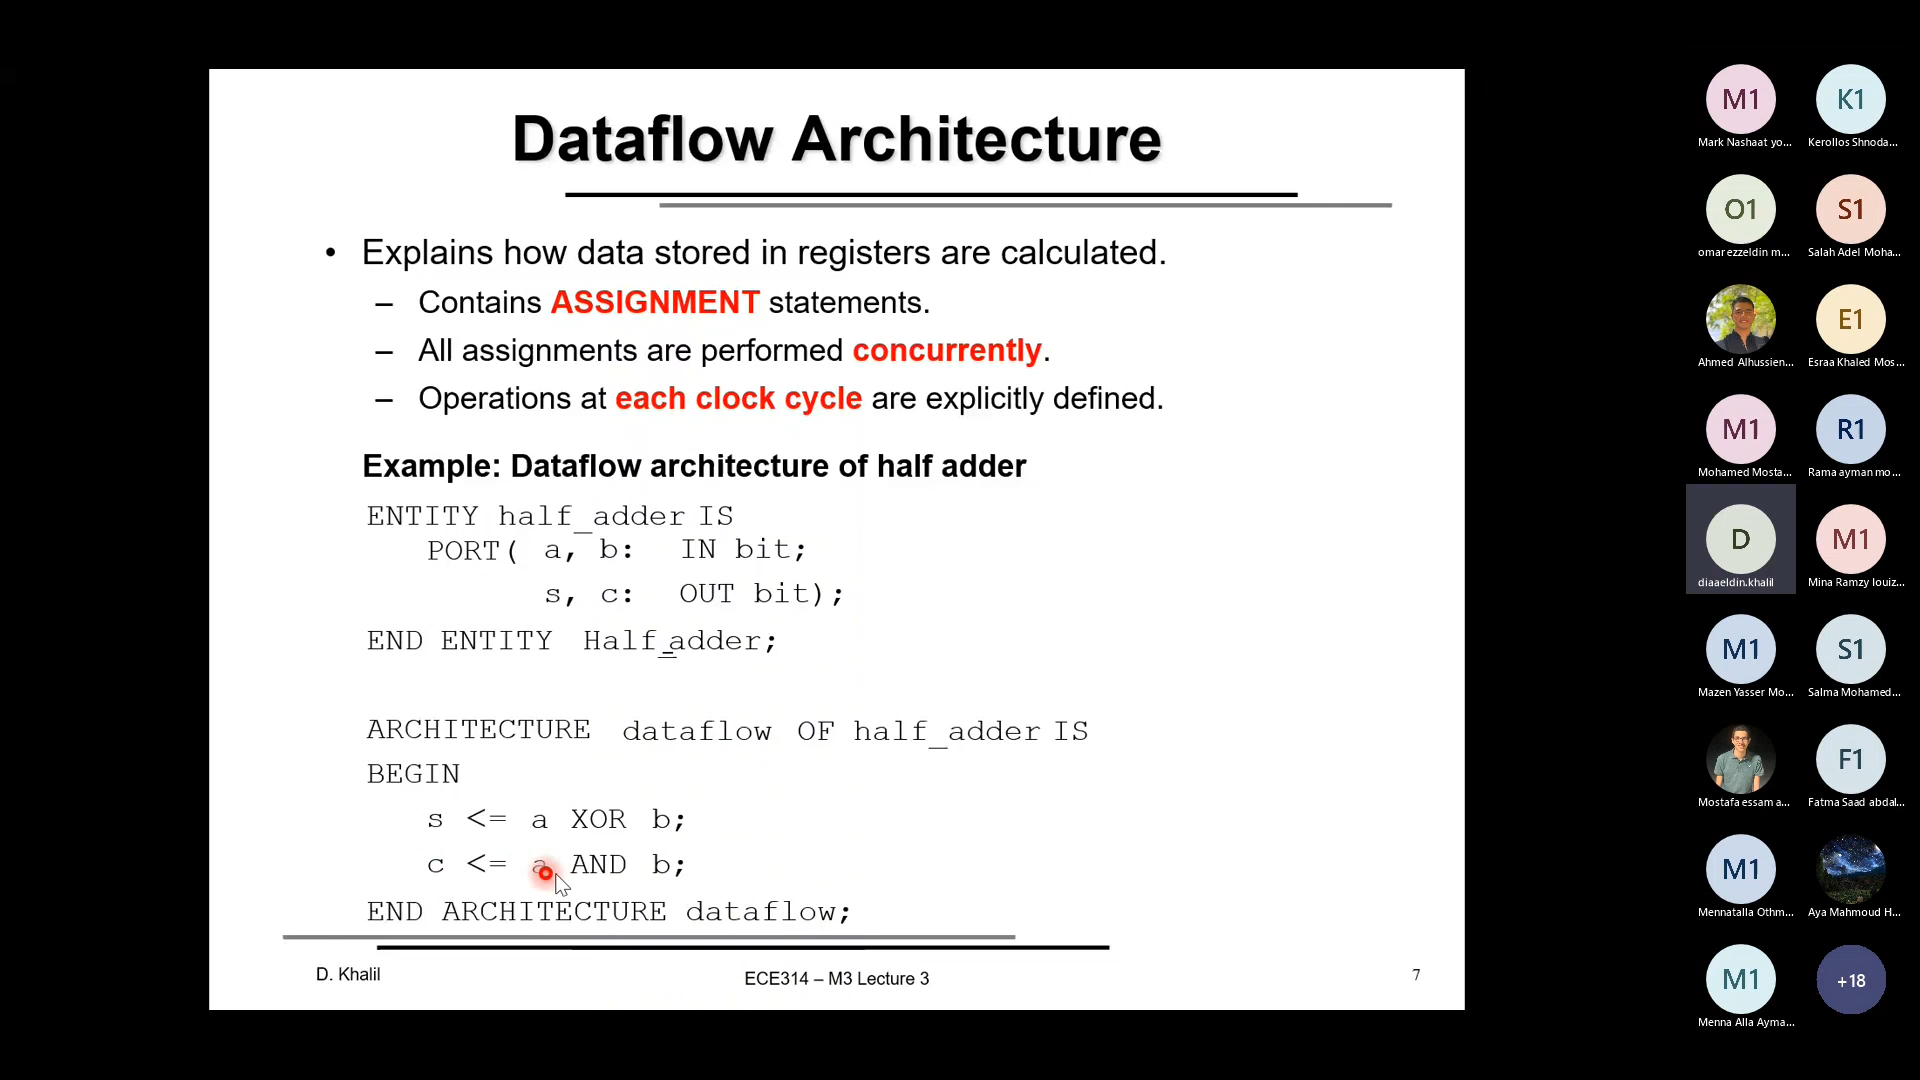 Dataflow Architecture
• Explains how data stored in registers are calculated.
– Contains ASSIGNMENT statements.
– All assignments are performed concurrently.
– Operations at each clock cycle are explicitly defined.
Example: Dataflow architecture of half adder
ENTITY half_adder IS
PORT( a, b: IN bit;
s, c: OUT bit);
END ENTITY Half_adder;
ARCHITECTURE dataflow OF half_adder IS
BEGIN
s <= a XOR b;
c <= a AND b;
END ARCHITECTURE dataflow;
D. Khalil
ECE314 – M3 Lecture 3
7
M1
K1
Mark Nashaat yo...
Kerollos Shnoda...
O1
S1
omar ezzeldin m...
Salah Adel Moha...
E1
Ahmed Alhussien...
Esraa Khaled Mos...
M1
R1
Mohamed Mosta...
Rama ayman mo...
D
M1
diaaeldin.khalil
Mina Ramzy louiz...
M1
S1
Mazen Yasser Mo...
Salma Mohamed...
F1
Mostafa essam a...
Fatma Saad abdal...
M1
Mennatalla Othm...
Aya Mahmoud H...
M1
+18
Menna Alla Ayma...